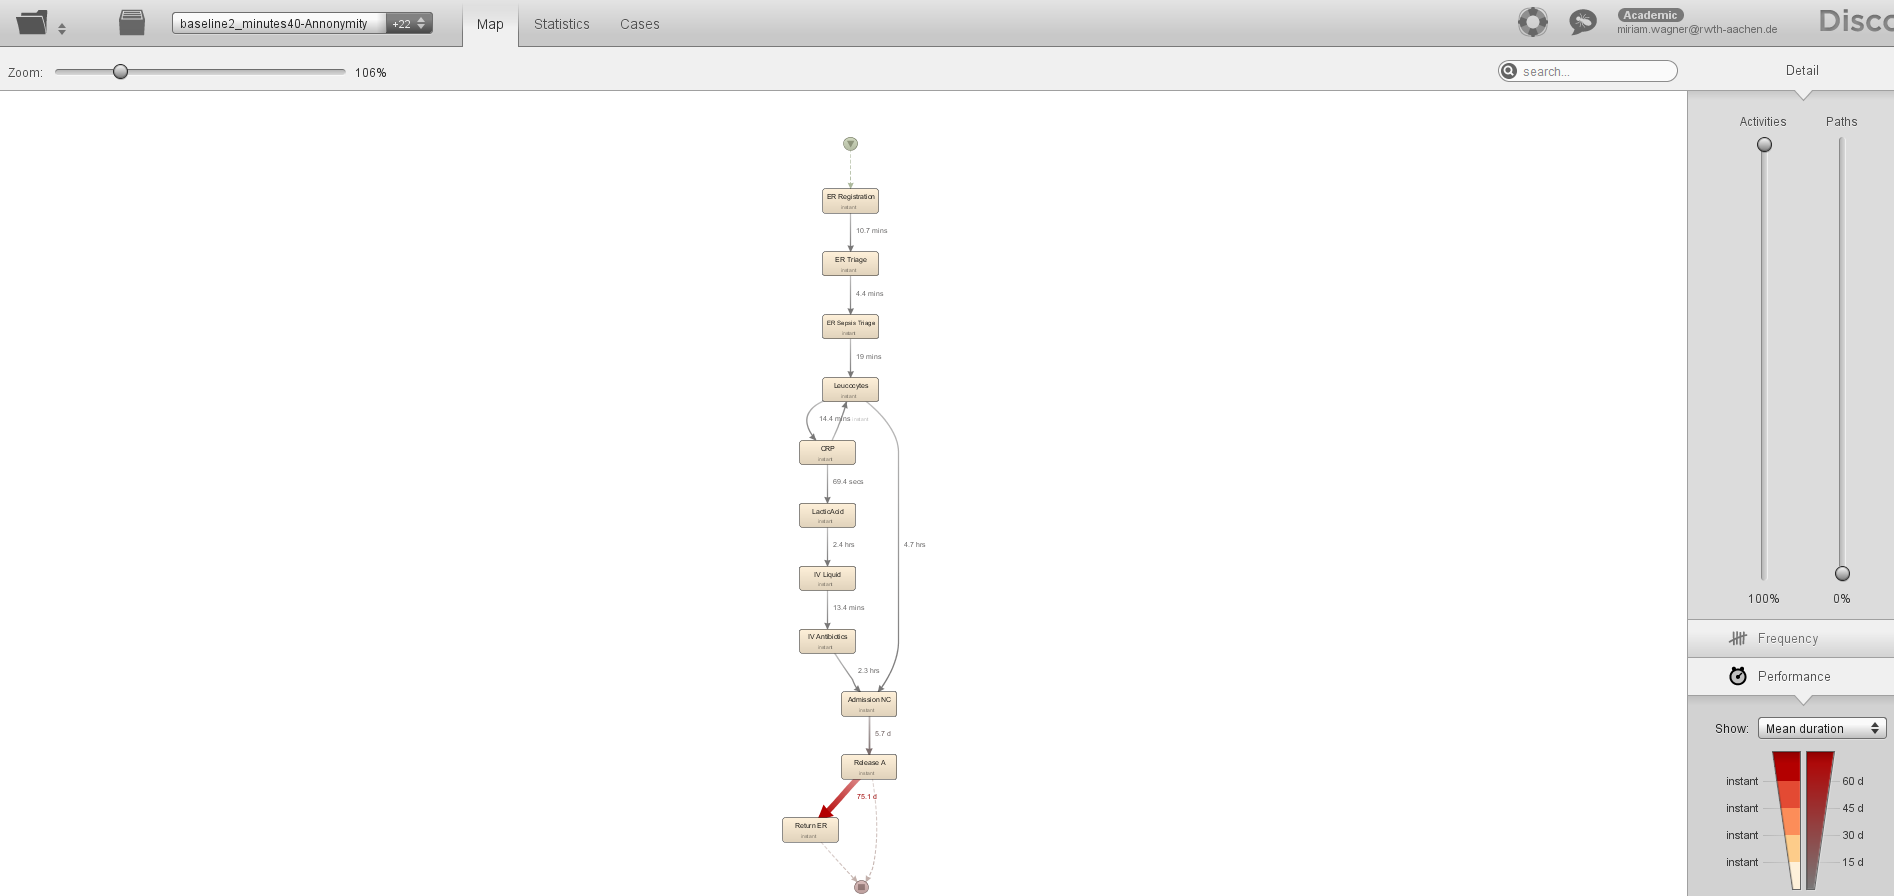 baseline2_minutes40-Annonymity +22
Map Statistics Cases
Academic
miriam.wagner@rwth-aachen.de
Disco
Zoom: 106%
search...
Detail
Activities Paths
100% 0%
Frequency
Performance
Show: Mean duration
instant 60 d
instant 45 d
instant 30 d
instant 15 d
ER Registration
instant
10.7 mins
ER Triage
instant
4.4 mins
ER Sepsis Triage
instant
19 mins
Leucocytes
instant
14.4 mins instant
CRP
instant
69.4 secs
LacticAcid
instant
2.4 hrs
4.7 hrs
IV Liquid
instant
13.4 mins
IV Antibiotics
instant
2.3 hrs
Admission NC
instant
5.7 d
Release A
instant
75.1 d
Return ER
instant